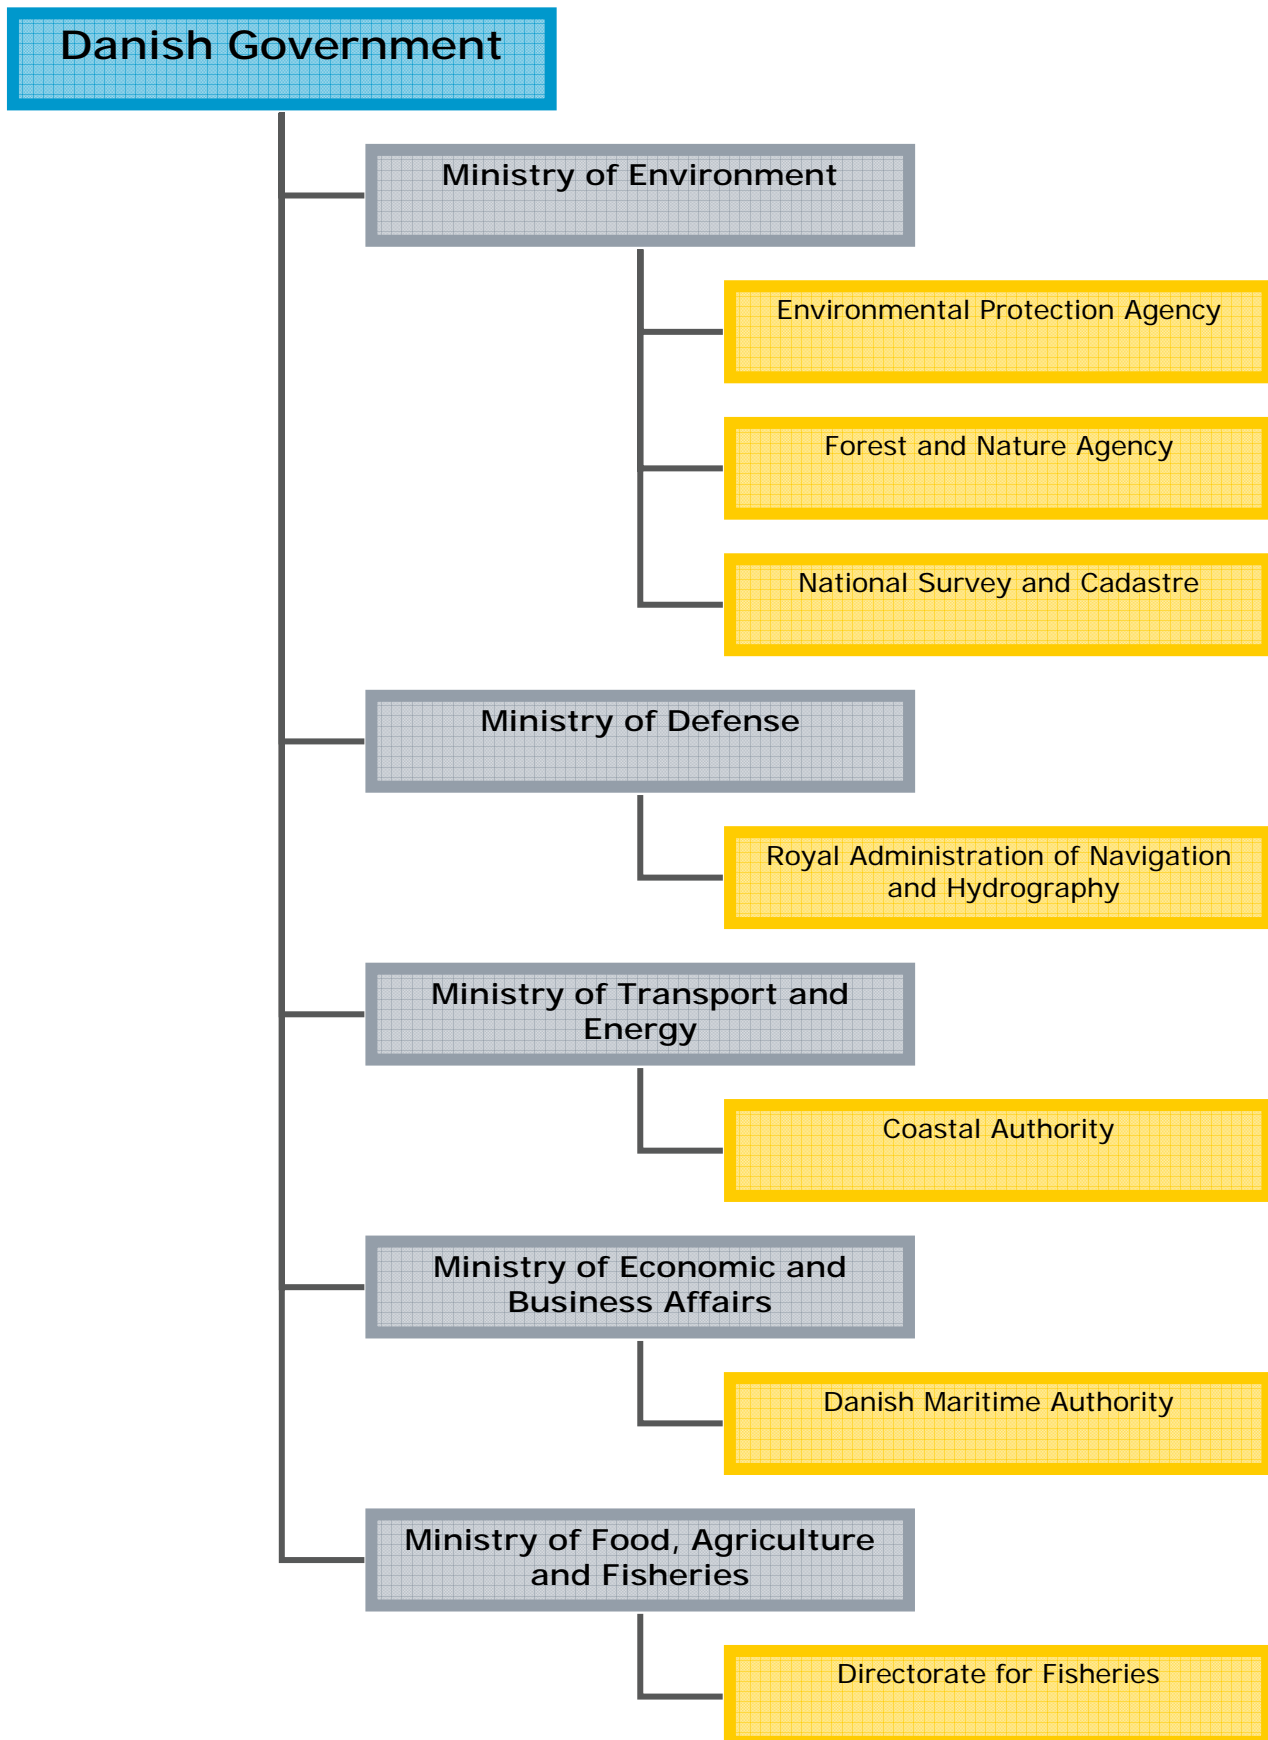 Danish Government
Ministry of Environment
Environmental Protection Agency
Forest and Nature Agency
National Survey and Cadastre
Ministry of Defense
Royal Administration of Navigation
and Hydrography
Ministry of Transport and
Energy
Coastal Authority
Ministry of Economic and
Business Affairs
Danish Maritime Authority
Ministry of Food, Agriculture
and Fisheries
Directorate for Fisheries